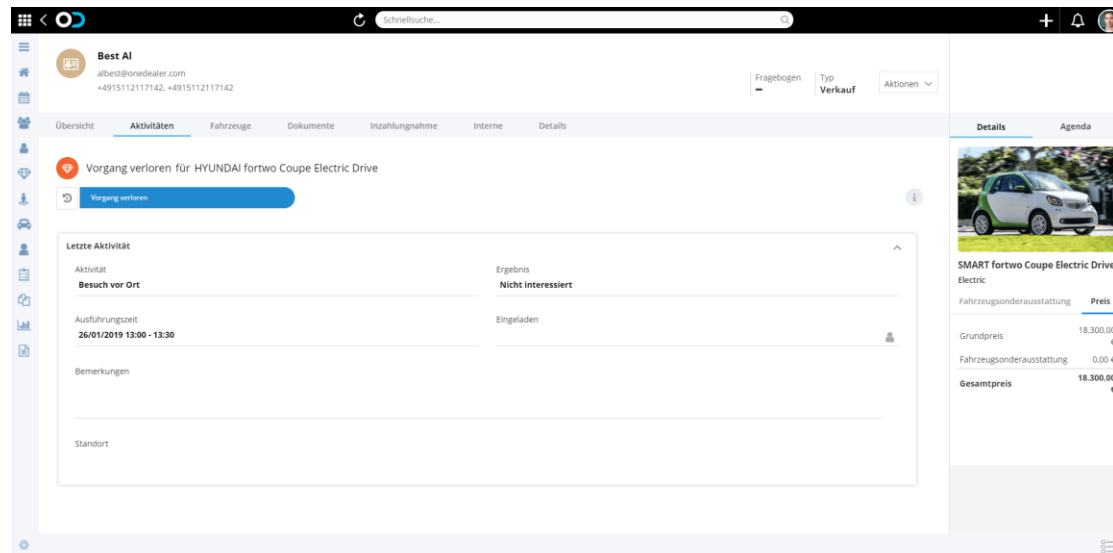 Schnellsuche...
Best Al
albest@onedealer.com
+4915112117142, +4915112117142
Fragebogen
–
Typ
Verkauf
Aktionen
Übersicht Aktivitäten Fahrzeuge Dokumente Inzahlungnahme Interne Details
Vorgang verloren für HYUNDAI fortwo Coupe Electric Drive
Vorgang verloren
i
Letzte Aktivität
Aktivität
Besuch vor Ort
Ergebnis
Nicht interessiert
Ausführungszeit
26/01/2019 13:00 - 13:30
Eingeladen
Bemerkungen
Standort
Details Agenda
SMART fortwo Coupe Electric Drive
Electric
Fahrzeugsonderausstattung Preis
Grundpreis 18.300,00
€
Fahrzeugsonderausstattung 0,00 €
Gesamtpreis 18.300,00
€